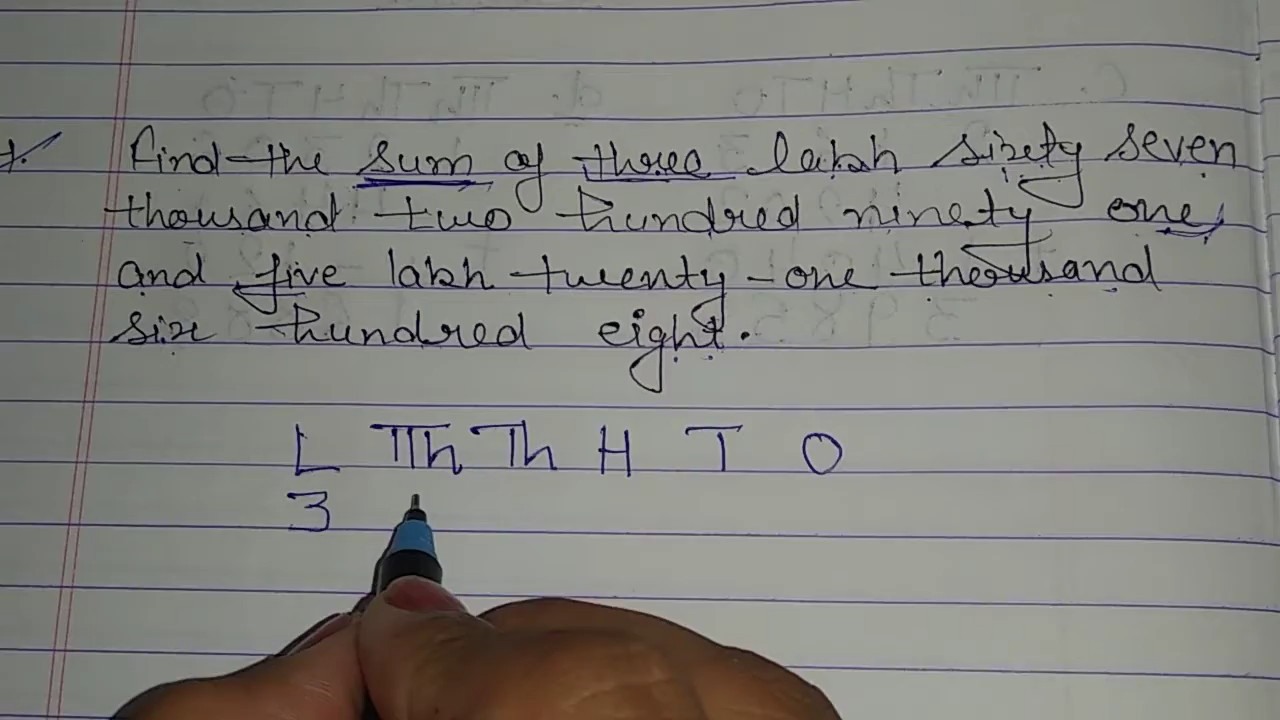 1. Find the sum of three lakh sixty seven
thousand two hundred ninety one,
and five lakh twenty-one thousand
six hundred eight.
L TTh Th H T O
3